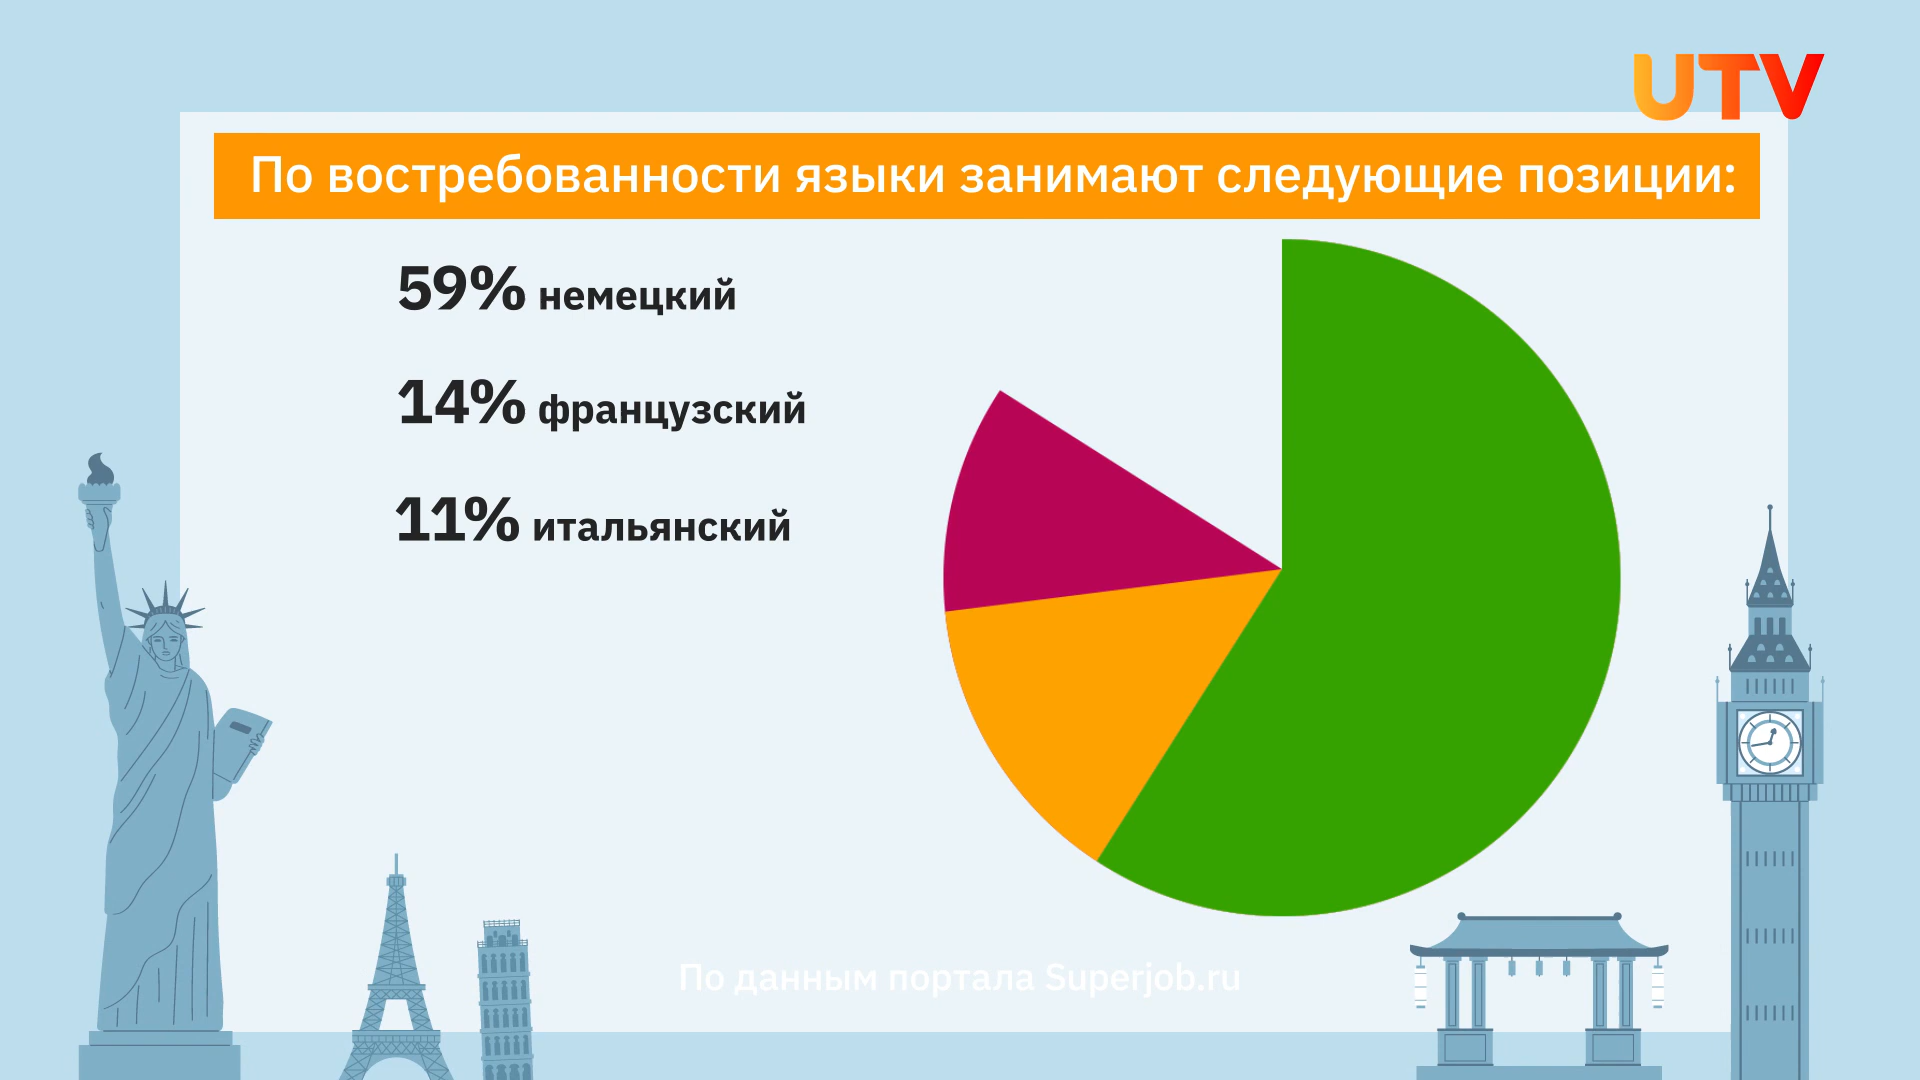 UTV
По востребованности языки занимают следующие позиции:
59% немецкий
14% французский
11% итальянский
По данным портала Superjob.ru